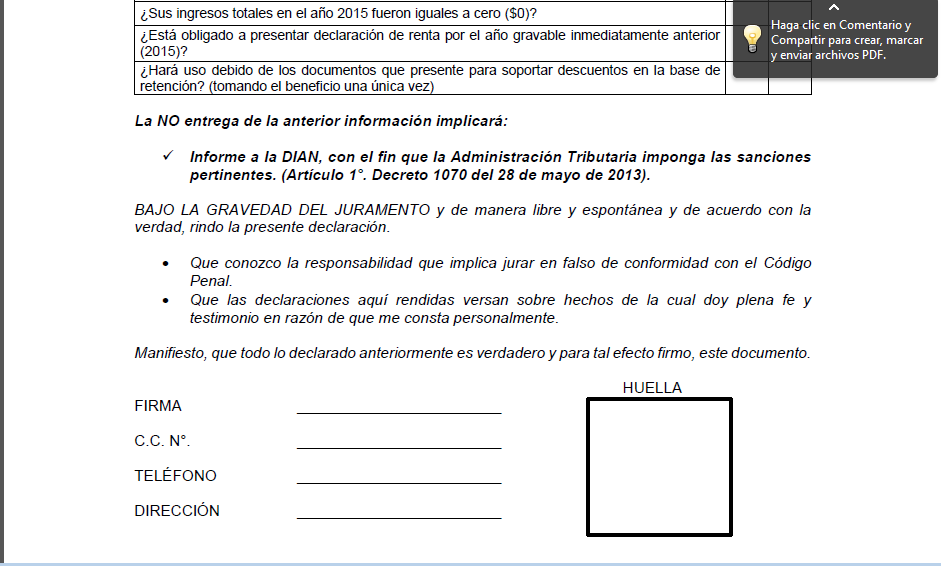 ¿Sus ingresos totales en el año 2015 fueron iguales a cero ($0)?
¿Está obligado a presentar declaración de renta por el año gravable inmediatamente anterior
(2015)?
¿Hará uso debido de los documentos que presente para soportar descuentos en la base de
retención? (tomando el beneficio una única vez)
Haga clic en Comentario y
Compartir para crear, marcar
y enviar archivos PDF.
La NO entrega de la anterior información implicará:
✓ Informe a la DIAN, con el fin que la Administración Tributaria imponga las sanciones
pertinentes. (Artículo 1°. Decreto 1070 del 28 de mayo de 2013).
BAJO LA GRAVEDAD DEL JURAMENTO y de manera libre y espontánea y de acuerdo con la
verdad, rindo la presente declaración.
• Que conozco la responsabilidad que implica jurar en falso de conformidad con el Código
Penal.
• Que las declaraciones aquí rendidas versan sobre hechos de la cual doy plena fe y
testimonio en razón de que me consta personalmente.
Manifiesto, que todo lo declarado anteriormente es verdadero y para tal efecto firmo, este documento.
HUELLA
FIRMA
C.C. N°.
TELÉFONO
DIRECCIÓN